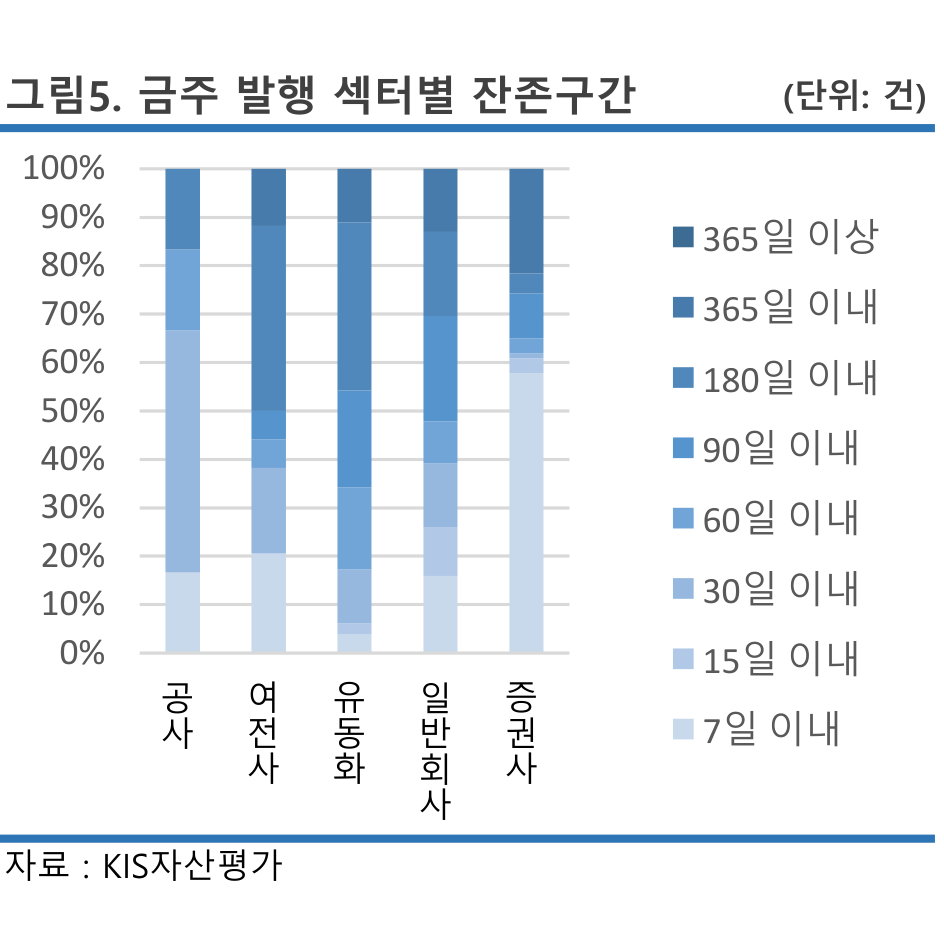 그림5. 금주 발행 섹터별 잔존구간 (단위: 건)
100%
90%
80%
70%
60%
50%
40%
30%
20%
10%
0%
공사
여전사
유동화
일반회사
증권사
365일 이상
365일 이내
180일 이내
90일 이내
60일 이내
30일 이내
15일 이내
7일 이내
자료 : KIS자산평가